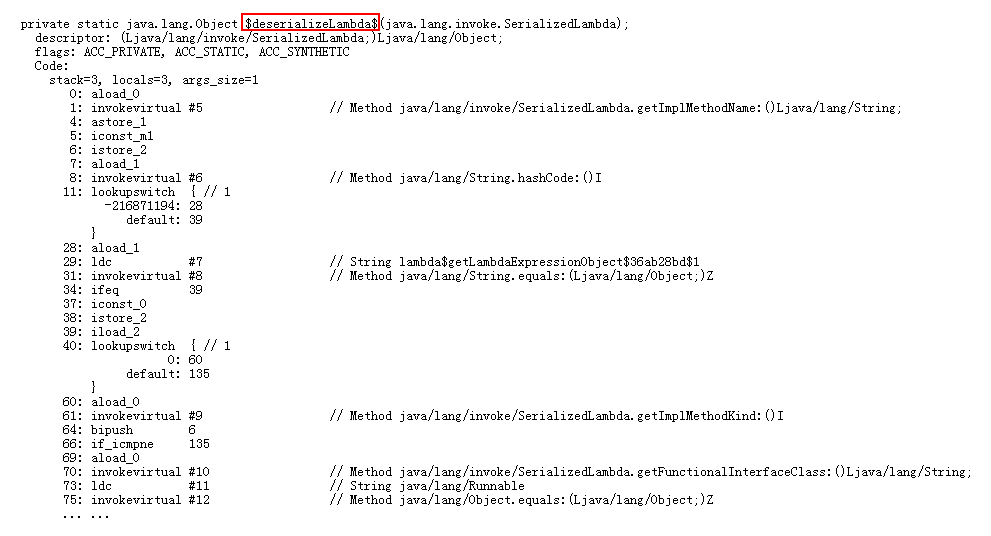 private static java.lang.Object $deserializeLambda$(java.lang.invoke.SerializedLambda);
descriptor: (Ljava/lang/invoke/SerializedLambda;)Ljava/lang/Object;
flags: ACC_PRIVATE, ACC_STATIC, ACC_SYNTHETIC
Code:
stack=3, locals=3, args_size=1
0: aload_0
1: invokevirtual #5 // Method java/lang/invoke/SerializedLambda.getImplMethodName:()Ljava/lang/String;
4: astore_1
5: iconst_m1
6: istore_2
7: aload_1
8: invokevirtual #6 // Method java/lang/String.hashCode:()I
11: lookupswitch { // 1
-216871194: 28
default: 39
}
28: aload_1
29: ldc #7 // String lambda$getLambdaExpressionObject$36ab28bd$1
31: invokevirtual #8 // Method java/lang/String.equals:(Ljava/lang/Object;)Z
34: ifeq 39
37: iconst_0
38: istore_2
39: iload_2
40: lookupswitch { // 1
0: 60
default: 135
}
60: aload_0
61: invokevirtual #9 // Method java/lang/invoke/SerializedLambda.getImplMethodKind:()I
64: bipush 6
66: if_icmpne 135
69: aload_0
70: invokevirtual #10 // Method java/lang/invoke/SerializedLambda.getFunctionalInterfaceClass:()Ljava/lang/String;
73: ldc #11 // String java/lang/Runnable
75: invokevirtual #12 // Method java/lang/Object.equals:(Ljava/lang/Object;)Z
... ...